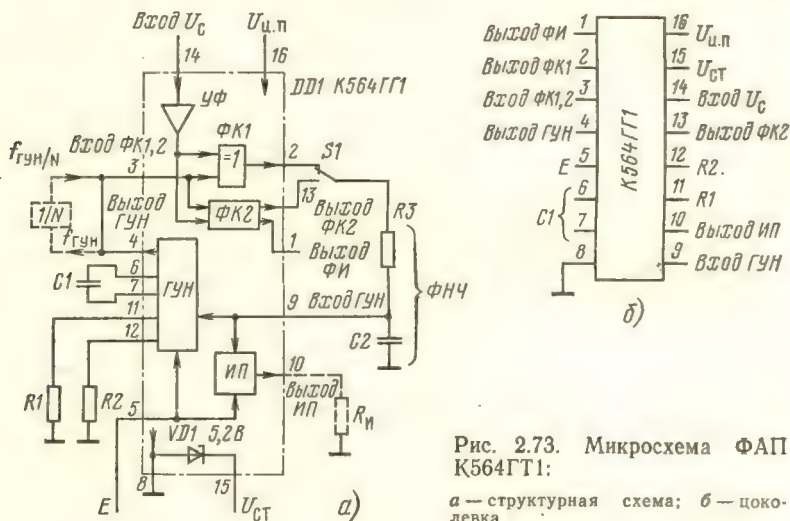 Вход Uс
Uи.п
14
16
DD1 К564ГГ1
УФ
ФК1
=1
2
S1
fГУН/N
Вход ФК1,2
3
13
Выход ФК2
ФК2
1
Выход ФИ
R3
1/N
fГУН
Выход ГУН
4
6
C1
7
ГУН
11
12
9
Вход ГУН
ФНЧ
C2
ИП
10
Выход ИП
Rи
R1
R2
5
VD1
5,2В
8
15
E
Uст
а)
Выход ФИ 1
Выход ФК1 2
Вход ФК1,2 3
Выход ГУН 4
E 5
C1 6
7
8
К564ГГ1
16 Uи.п
15 Uст
14 Вход Uс
13 Выход ФК2
12 R2.
11 R1
10 Выход ИП
9 Вход ГУН
б)
Рис. 2.73. Микросхема ФАП
К564ГТ1:
а — структурная схема; б — цоко-
левка